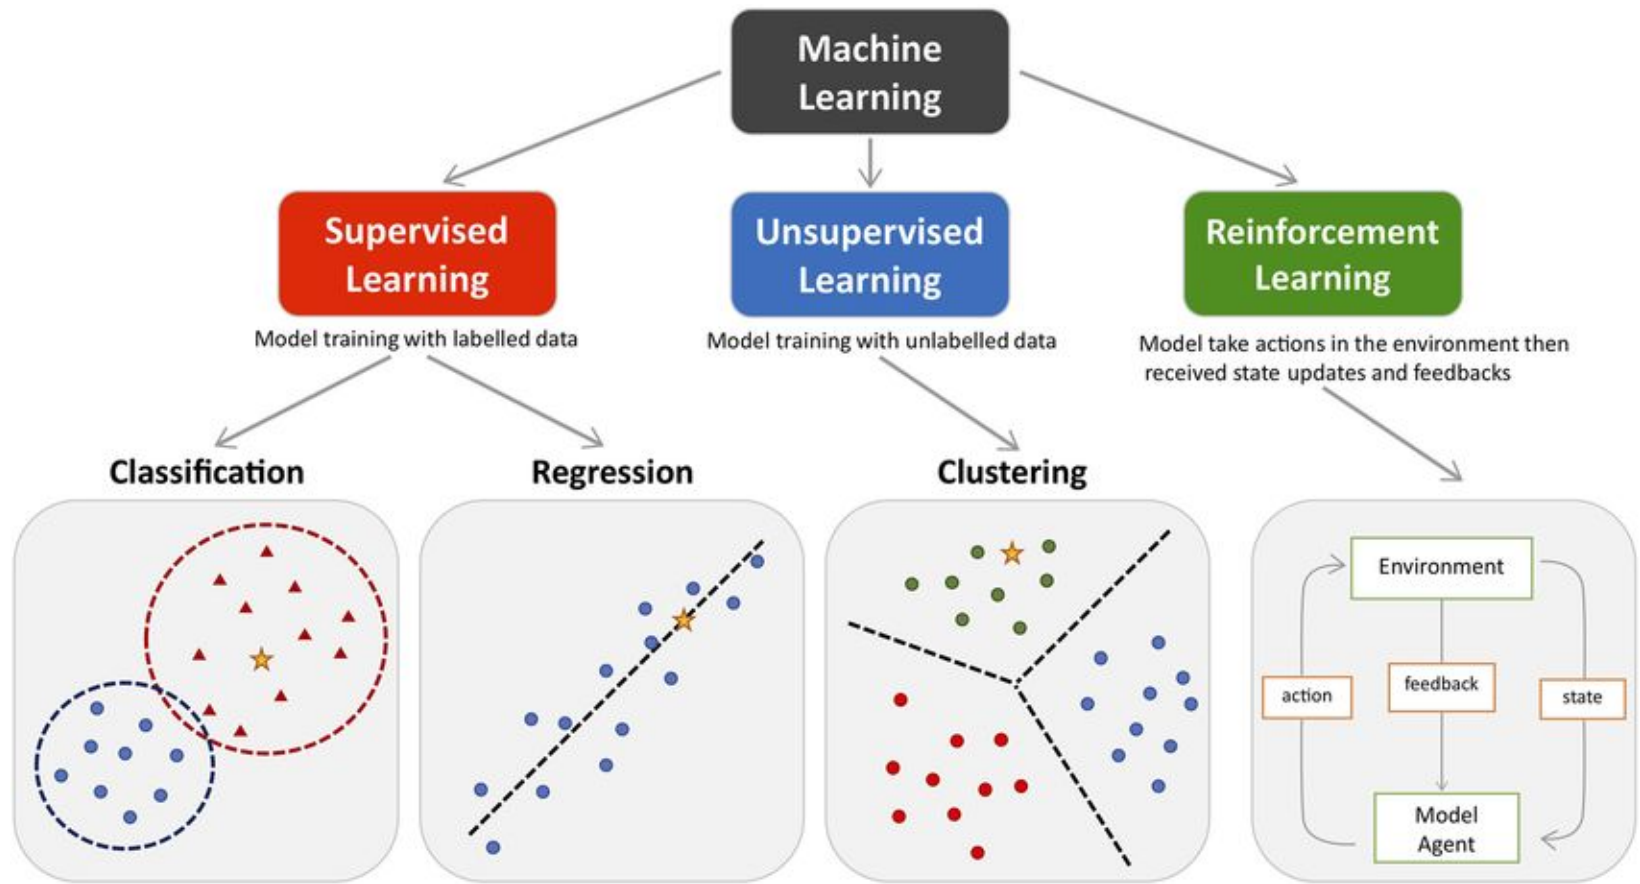 Machine
Learning
Supervised
Learning
Unsupervised
Learning
Reinforcement
Learning
Model training with labelled data
Model training with unlabelled data
Model take actions in the environment then
received state updates and feedbacks
Classification
Regression
Clustering
Environment
action
feedback
state
Model
Agent